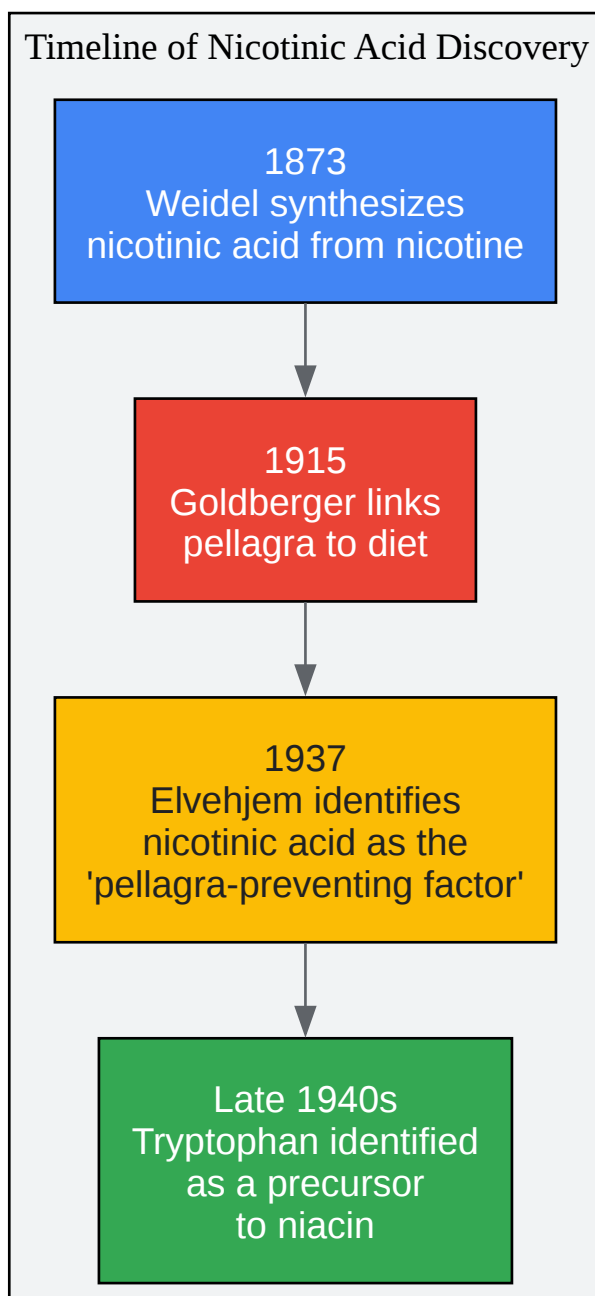 Timeline of Nicotinic Acid Discovery
1873
Weidel synthesizes
nicotinic acid from nicotine
1915
Goldberger links
pellagra to diet
1937
Elvehjem identifies
nicotinic acid as the
'pellagra-preventing factor'
Late 1940s
Tryptophan identified
as a precursor
to niacin